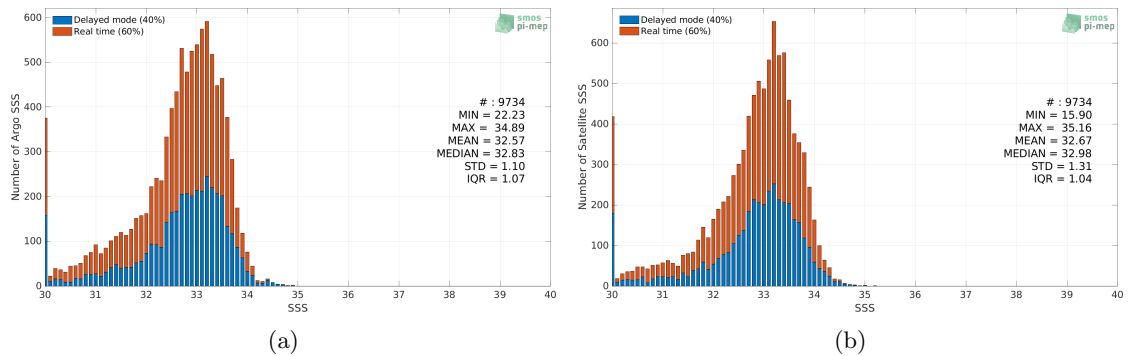 Delayed mode (40%)
Real time (60%)
smos
pi-mep
600
500
400
300
200
100
0
Number of Argo SSS
# : 9734
MIN = 22.23
MAX = 34.89
MEAN = 32.57
MEDIAN = 32.83
STD = 1.10
IQR = 1.07
30 31 32 33 34 35 36 37 38 39 40
SSS
(a)
Delayed mode (40%)
Real time (60%)
smos
pi-mep
600
500
400
300
200
100
0
Number of Satellite SSS
# : 9734
MIN = 15.90
MAX = 35.16
MEAN = 32.67
MEDIAN = 32.98
STD = 1.31
IQR = 1.04
30 31 32 33 34 35 36 37 38 39 40
SSS
(b)